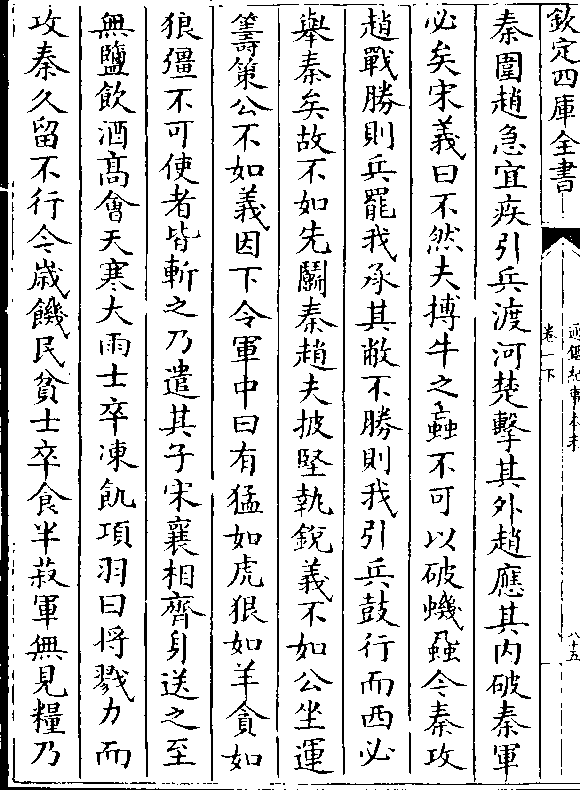 欽定四庫全書
通鑑紀事本末
卷一下
八十五
秦圍趙急宜疾引兵渡河楚擊其外趙應其内破秦軍
必矣宋義曰不然夫搏牛之蝱不可以破蟣蝨今秦攻
趙戰勝則兵罷我承其敝不勝則我引兵鼓行而西必
舉秦矣故不如先鬭秦趙夫披堅執銳義不如公坐運
籌策公不如義因下令軍中曰有猛如虎狠如羊貪如
狼彊不可使者皆斬之乃遣其子宋襄相齊身送之至
無鹽飲酒高會天寒大雨士卒凍飢項羽曰將戮力而
攻秦久留不行今歳饑民貧士卒食半菽軍無見糧乃